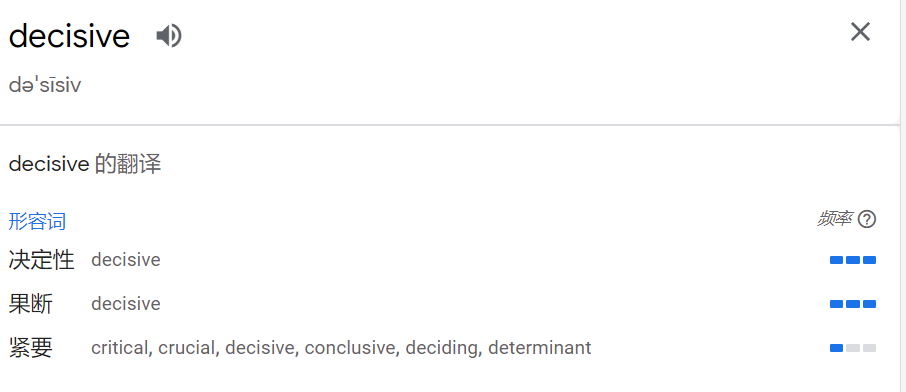 decisive
dəˈsīsiv
decisive 的翻译
形容词 频率
决定性 decisive
果断 decisive
紧要 critical, crucial, decisive, conclusive, deciding, determinant